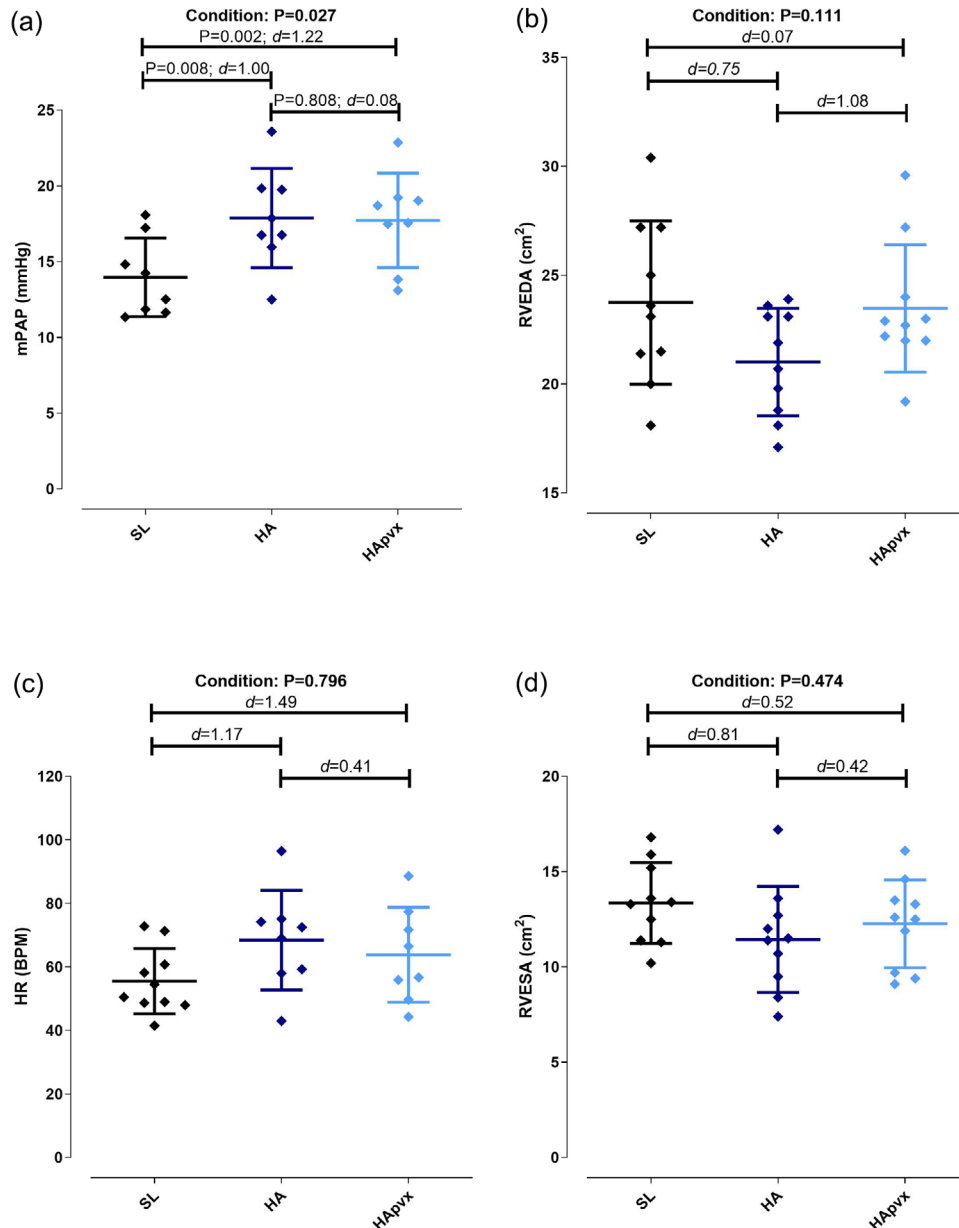 (a)
Condition: P=0.027
P=0.002; d=1.22
P=0.008; d=1.00
P=0.808; d=0.08
25
20
15
10
5
0
mPAP (mmHg)
SL
HA
HApvx
(b)
Condition: P=0.111
d=0.07
d=0.75
d=1.08
35
30
25
20
15
RVEDA (cm²)
SL
HA
HApvx
(c)
Condition: P=0.796
d=1.49
d=1.17
d=0.41
120
100
80
60
40
20
0
HR (BPM)
SL
HA
HApvx
(d)
Condition: P=0.474
d=0.52
d=0.81
d=0.42
20
15
10
5
0
RVESA (cm²)
SL
HA
HApvx